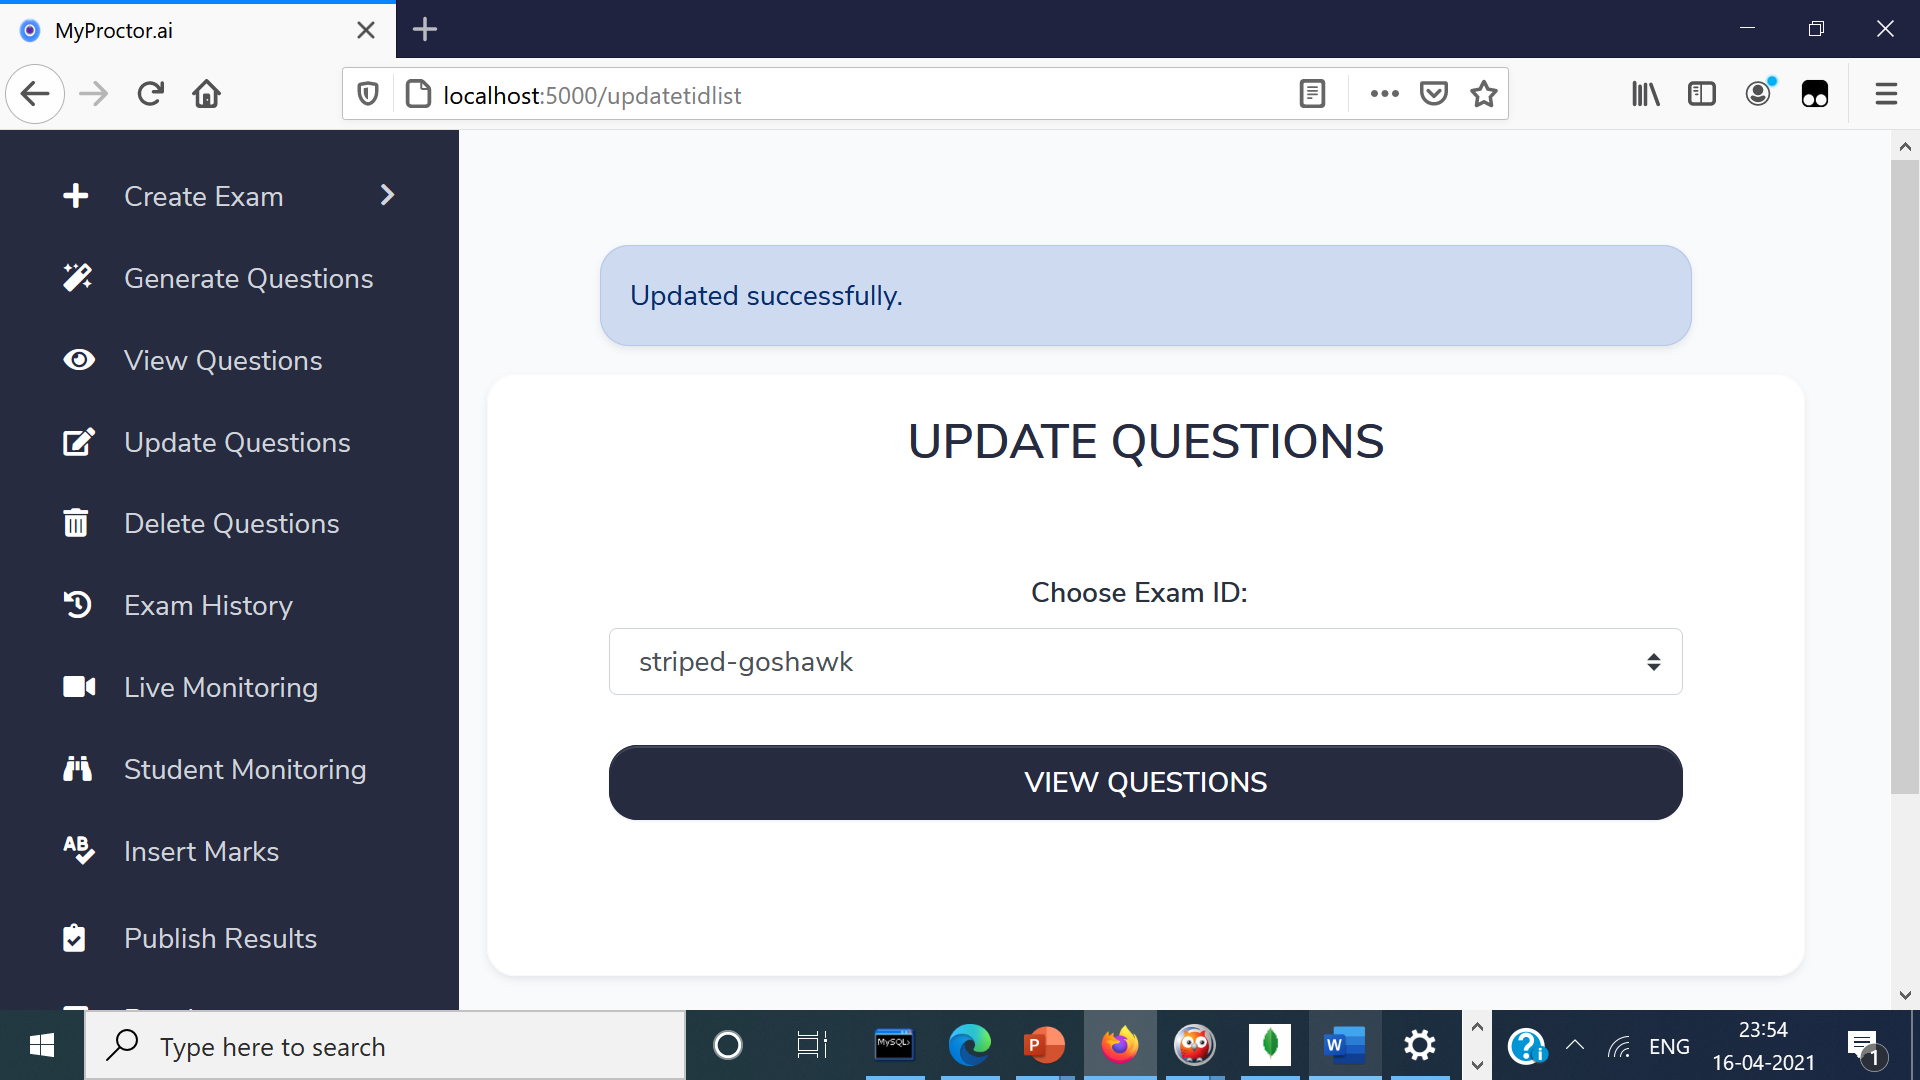 MyProctor.ai
localhost:5000/updatetidlist
Create Exam
Generate Questions
View Questions
Update Questions
Delete Questions
Exam History
Live Monitoring
Student Monitoring
Insert Marks
Publish Results
Updated successfully.
UPDATE QUESTIONS
Choose Exam ID:
striped-goshawk
VIEW QUESTIONS
Type here to search
MySQL>
P
W
ENG
23:54
16-04-2021
1